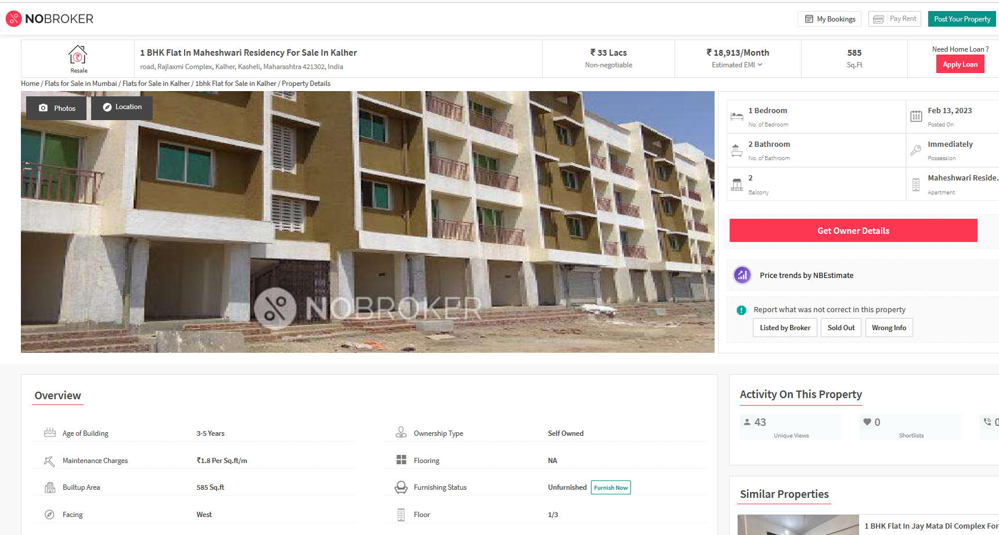 NOBROKER
My Bookings
Pay Rent
Post Your Property
Resale
1 BHK Flat In Maheshwari Residency For Sale In Kalher
road, Rajlaxmi Complex, Kalher, Kasheli, Maharashtra 421302, India
₹ 33 Lacs
Non-negotiable
₹ 18,913/Month
Estimated EMI
585
Sq.Ft
Need Home Loan ?
Apply Loan
Home / Flats for Sale in Mumbai / Flats for Sale in Kalher / 1bhk Flat for Sale in Kalher / Property Details
Photos
Location
NOBROKER
1 Bedroom
No. of Bedroom
Feb 13, 2023
Posted On
2 Bathroom
No. of Bathroom
Immediately
Possession
2
Balcony
Maheshwari Reside..
Apartment
Get Owner Details
Price trends by NBEstimate
Report what was not correct in this property
Listed by Broker
Sold Out
Wrong Info
Overview
Age of Building
3-5 Years
Ownership Type
Self Owned
Maintenance Charges
₹1.8 Per Sq.ft/m
Flooring
NA
Builtup Area
585 Sq.ft
Furnishing Status
Unfurnished
Furnish Now
Facing
West
Floor
1/3
Activity On This Property
43
Unique Views
0
Shortlists
0
Similar Properties
1 BHK Flat In Jay Mata Di Complex For